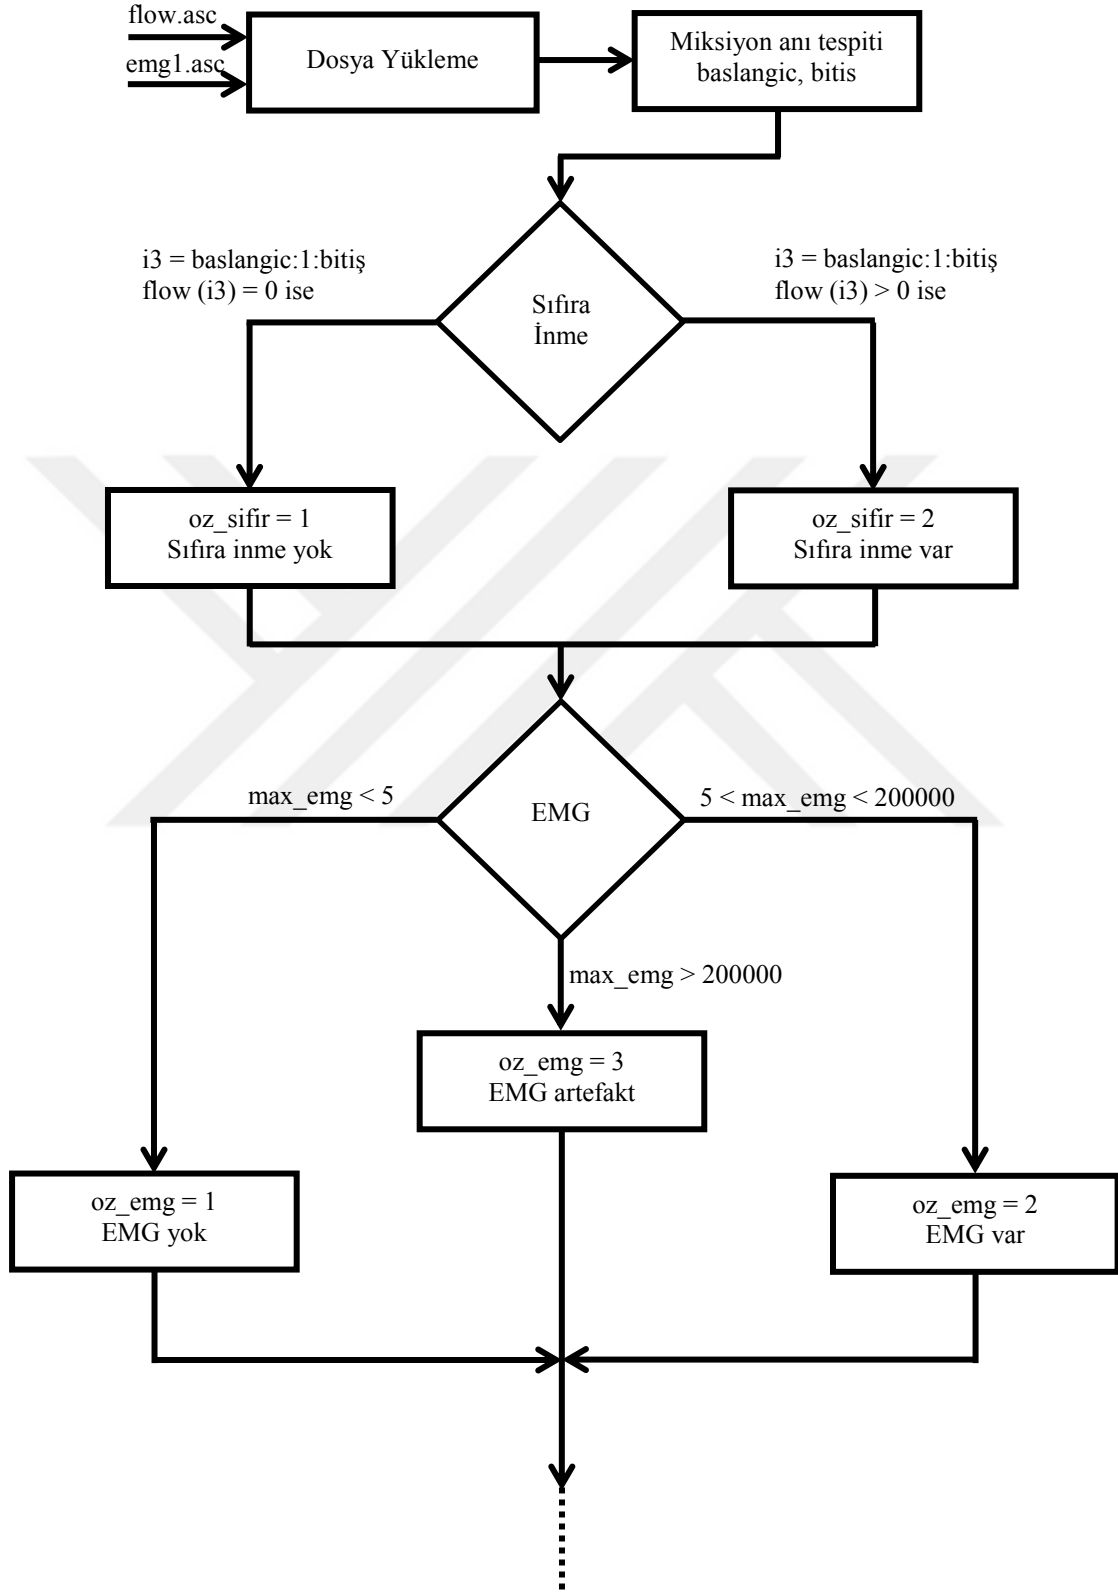 flow.asc
emg1.asc
Dosya Yükleme
Miksiyon anı tespiti
baslangic, bitis
i3 = baslangic:1:bitiş
flow (i3) = 0 ise
Sıfıra
İnme
i3 = baslangic:1:bitiş
flow (i3) > 0 ise
oz_sifir = 1
Sıfıra inme yok
oz_sifir = 2
Sıfıra inme var
max_emg < 5
EMG
5 < max_emg < 200000
max_emg > 200000
oz_emg = 3
EMG artefakt
oz_emg = 1
EMG yok
oz_emg = 2
EMG var